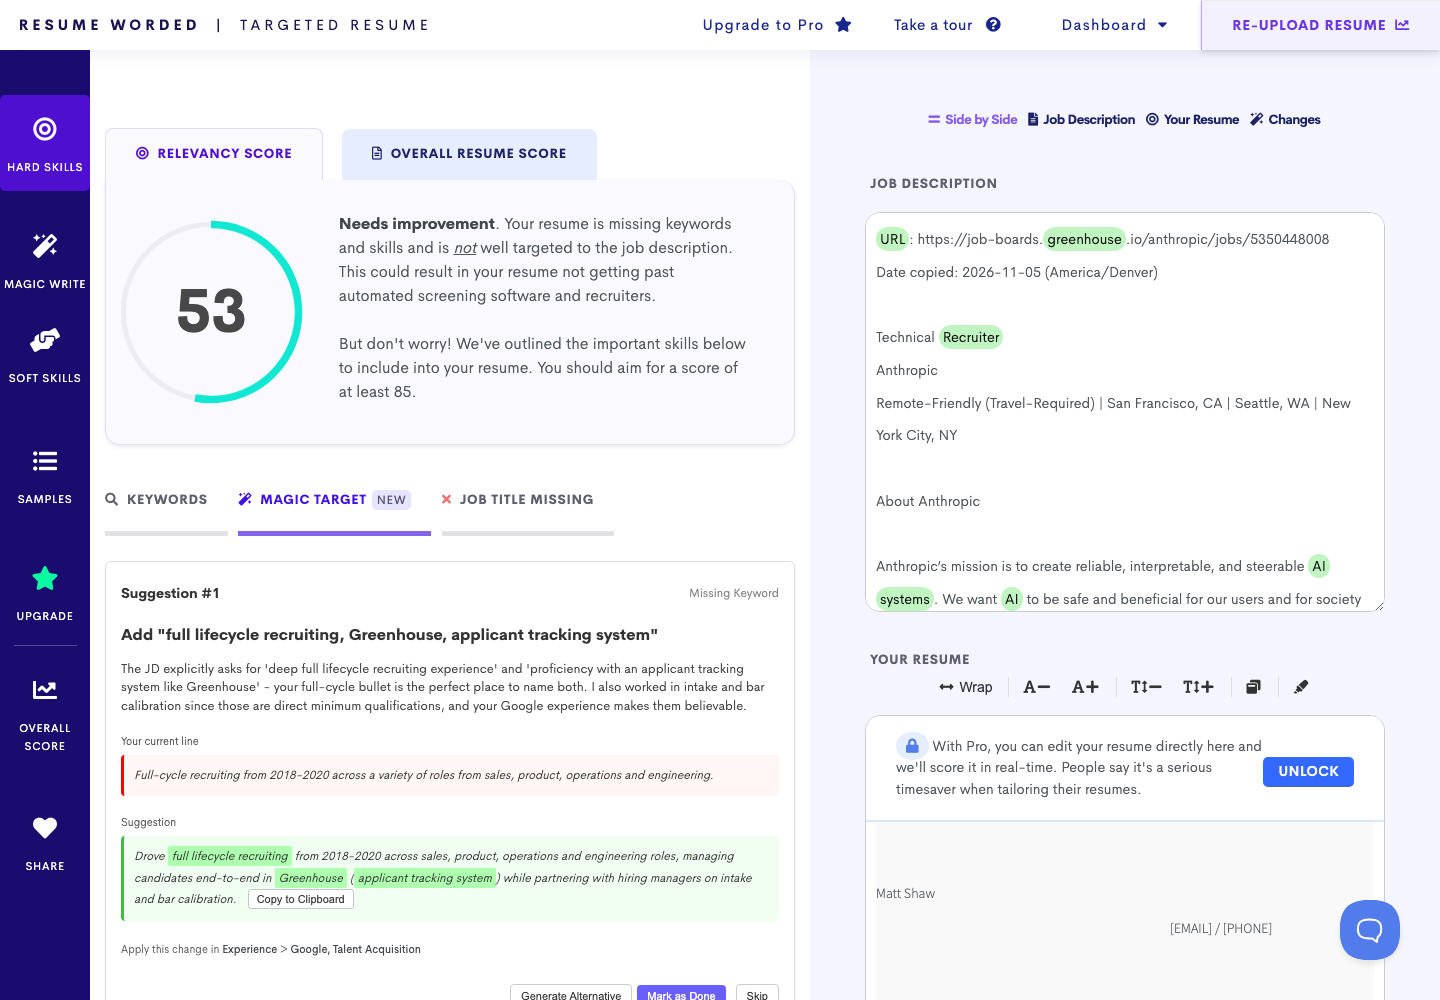 RESUME WORDED | TARGETED RESUME
Upgrade to Pro
Take a tour
Dashboard
RE-UPLOAD RESUME
HARD SKILLS
MAGIC WRITE
SOFT SKILLS
SAMPLES
UPGRADE
OVERALL
SCORE
SHARE
RELEVANCY SCORE
OVERALL RESUME SCORE
53
Needs improvement. Your resume is missing keywords
and skills and is not well targeted to the job description.
This could result in your resume not getting past
automated screening software and recruiters.
But don't worry! We've outlined the important skills below
to include into your resume. You should aim for a score of
at least 85.
KEYWORDS
MAGIC TARGET NEW
JOB TITLE MISSING
Suggestion #1
Missing Keyword
Add "full lifecycle recruiting, Greenhouse, applicant tracking system"
The JD explicitly asks for 'deep full lifecycle recruiting experience' and 'proficiency with an applicant tracking
system like Greenhouse' - your full-cycle bullet is the perfect place to name both. I also worked in intake and bar
calibration since those are direct minimum qualifications, and your Google experience makes them believable.
Your current line
Full-cycle recruiting from 2018-2020 across a variety of roles from sales, product, operations and engineering.
Suggestion
Drove full lifecycle recruiting from 2018-2020 across sales, product, operations and engineering roles, managing
candidates end-to-end in Greenhouse (applicant tracking system) while partnering with hiring managers on intake
and bar calibration. Copy to Clipboard
Apply this change in Experience > Google, Talent Acquisition
Generate Alternative
Mark as Done
Skip
Side by Side
Job Description
Your Resume
Changes
JOB DESCRIPTION
URL: https://job-boards.greenhouse.io/anthropic/jobs/5350448008
Date copied: 2026-11-05 (America/Denver)
Technical Recruiter
Anthropic
Remote-Friendly (Travel-Required) | San Francisco, CA | Seattle, WA | New
York City, NY
About Anthropic
Anthropic's mission is to create reliable, interpretable, and steerable AI
systems. We want AI to be safe and beneficial for our users and for society
YOUR RESUME
Wrap
A
A
T
T
With Pro, you can edit your resume directly here and
we'll score it in real-time. People say it's a serious
timesaver when tailoring their resumes.
UNLOCK
Matt Shaw
[EMAIL] / [PHONE]